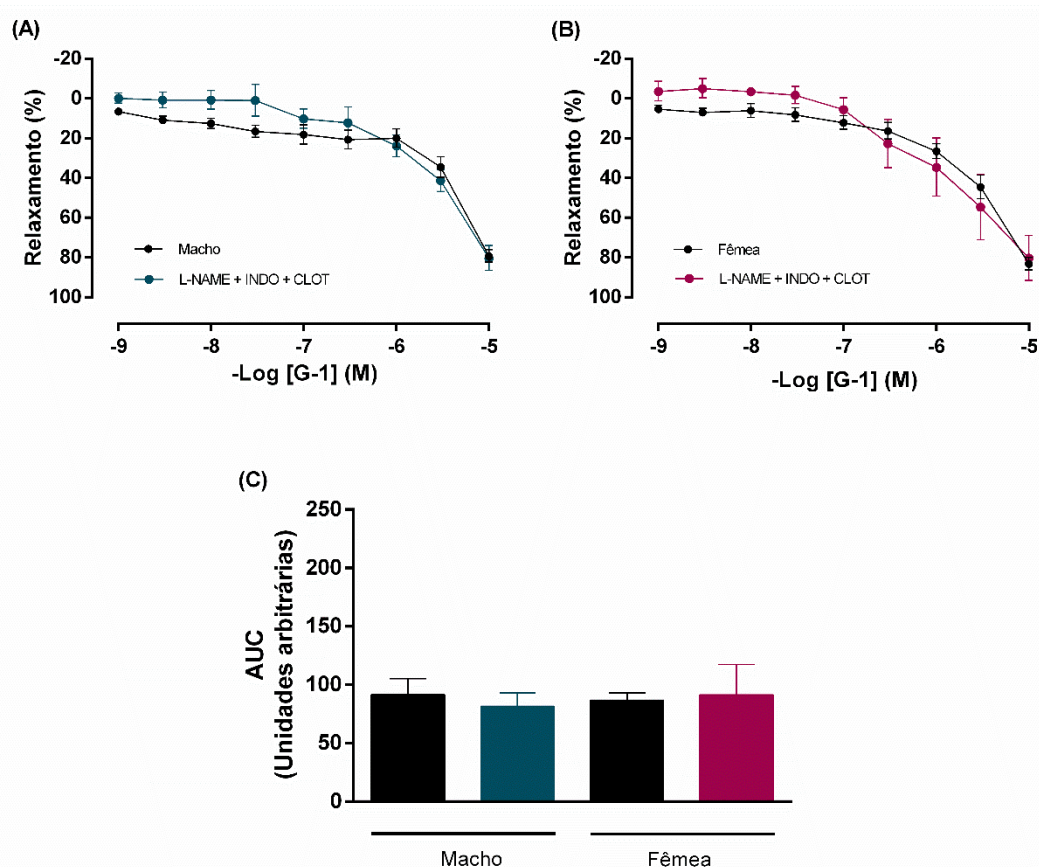 (A)
Relaxamento (%)
-20
0
20
40
60
80
100
Macho
L-NAME + INDO + CLOT
-9
-8
-7
-6
-5
-Log [G-1] (M)
(B)
Relaxamento (%)
-20
0
20
40
60
80
100
Fêmea
L-NAME + INDO + CLOT
-9
-8
-7
-6
-5
-Log [G-1] (M)
(C)
AUC
(Unidades arbitrárias)
250
200
150
100
50
0
Macho
Fêmea